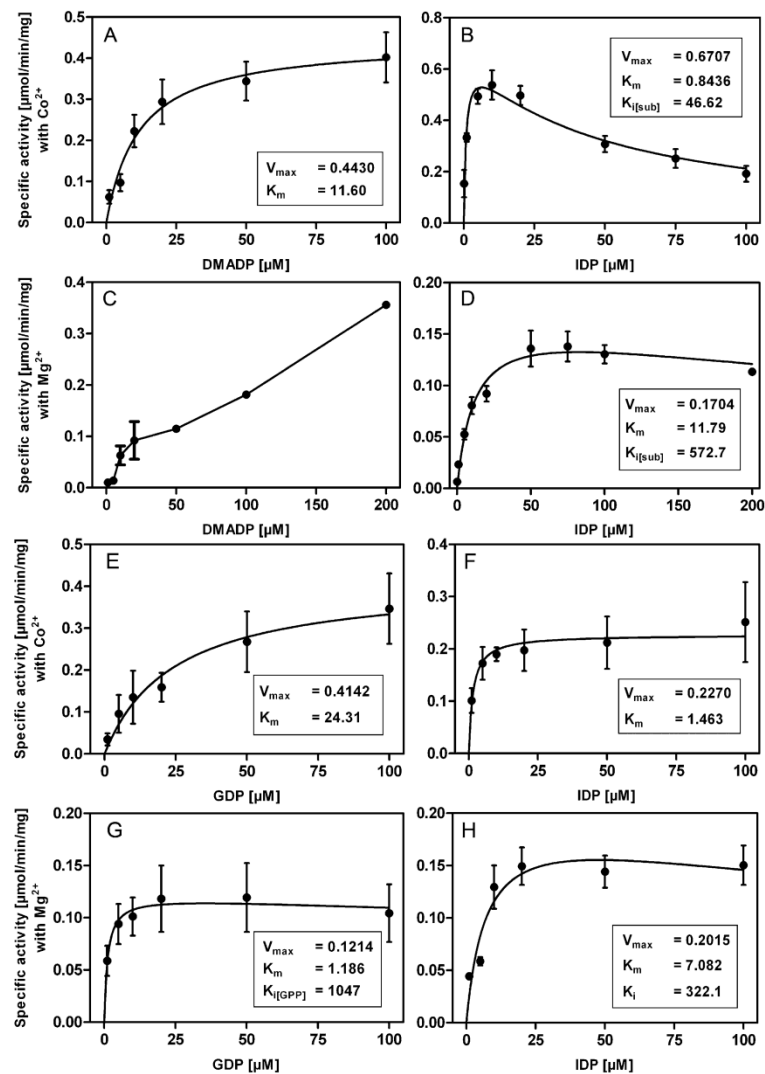 A
Specific activity [µmol/min/mg]
with Co2+
0.5
0.4
0.3
0.2
0.1
0.0
0 25 50 75 100
DMADP [µM]
Vmax = 0.4430
Km = 11.60
B
0.8
0.6
0.4
0.2
0.0
0 25 50 75 100
IDP [µM]
Vmax = 0.6707
Km = 0.8436
Ki[sub] = 46.62
C
Specific activity [µmol/min/mg]
with Mg2+
0.4
0.3
0.2
0.1
0.0
0 50 100 150 200
DMADP [µM]
D
0.20
0.15
0.10
0.05
0.00
0 50 100 150 200
IDP [µM]
Vmax = 0.1704
Km = 11.79
Ki[sub] = 572.7
E
Specific activity [µmol/min/mg]
with Co2+
0.5
0.4
0.3
0.2
0.1
0.0
0 25 50 75 100
GDP [µM]
Vmax = 0.4142
Km = 24.31
F
0.4
0.3
0.2
0.1
0.0
0 25 50 75 100
IDP [µM]
Vmax = 0.2270
Km = 1.463
G
Specific activity [µmol/min/mg]
with Mg2+
0.20
0.15
0.10
0.05
0.00
0 25 50 75 100
GDP [µM]
Vmax = 0.1214
Km = 1.186
Ki[GPP] = 1047
H
0.20
0.15
0.10
0.05
0.00
0 25 50 75 100
IDP [µM]
Vmax = 0.2015
Km = 7.082
Ki = 322.1